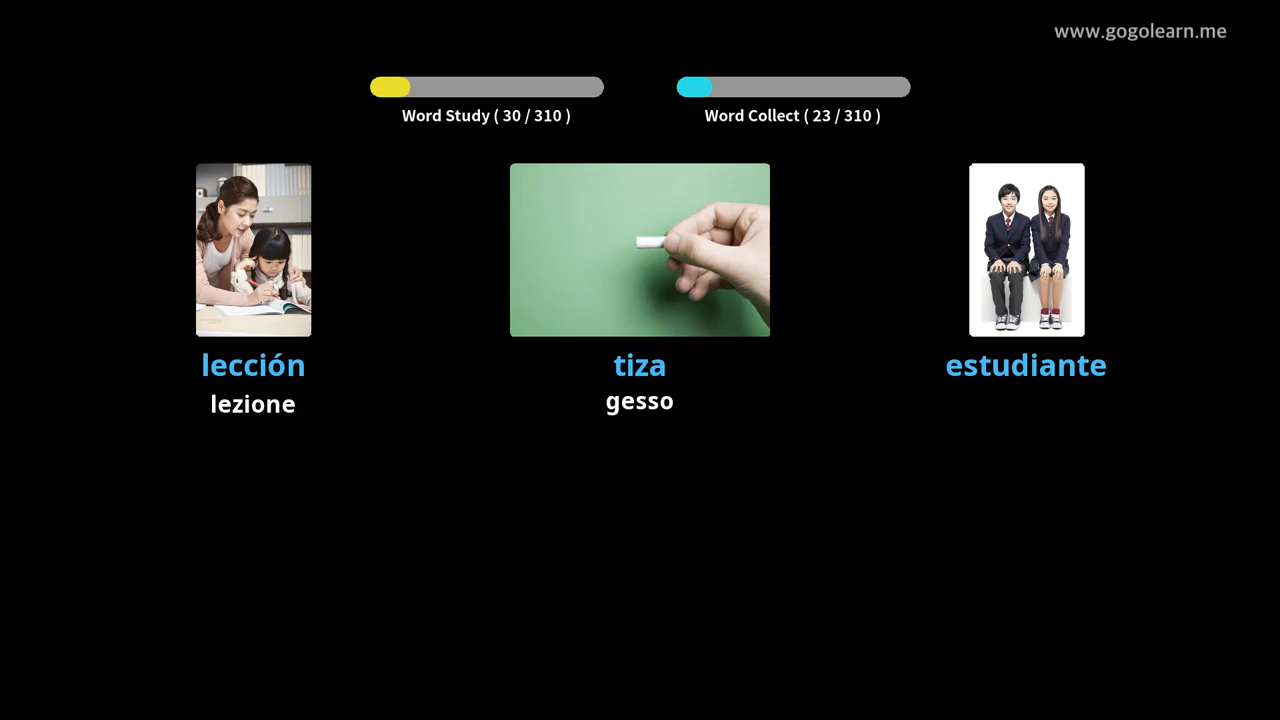 www.gogolearn.me
Word Study ( 30 / 310 )
Word Collect ( 23 / 310 )
lección
lezione
tiza
gesso
estudiante